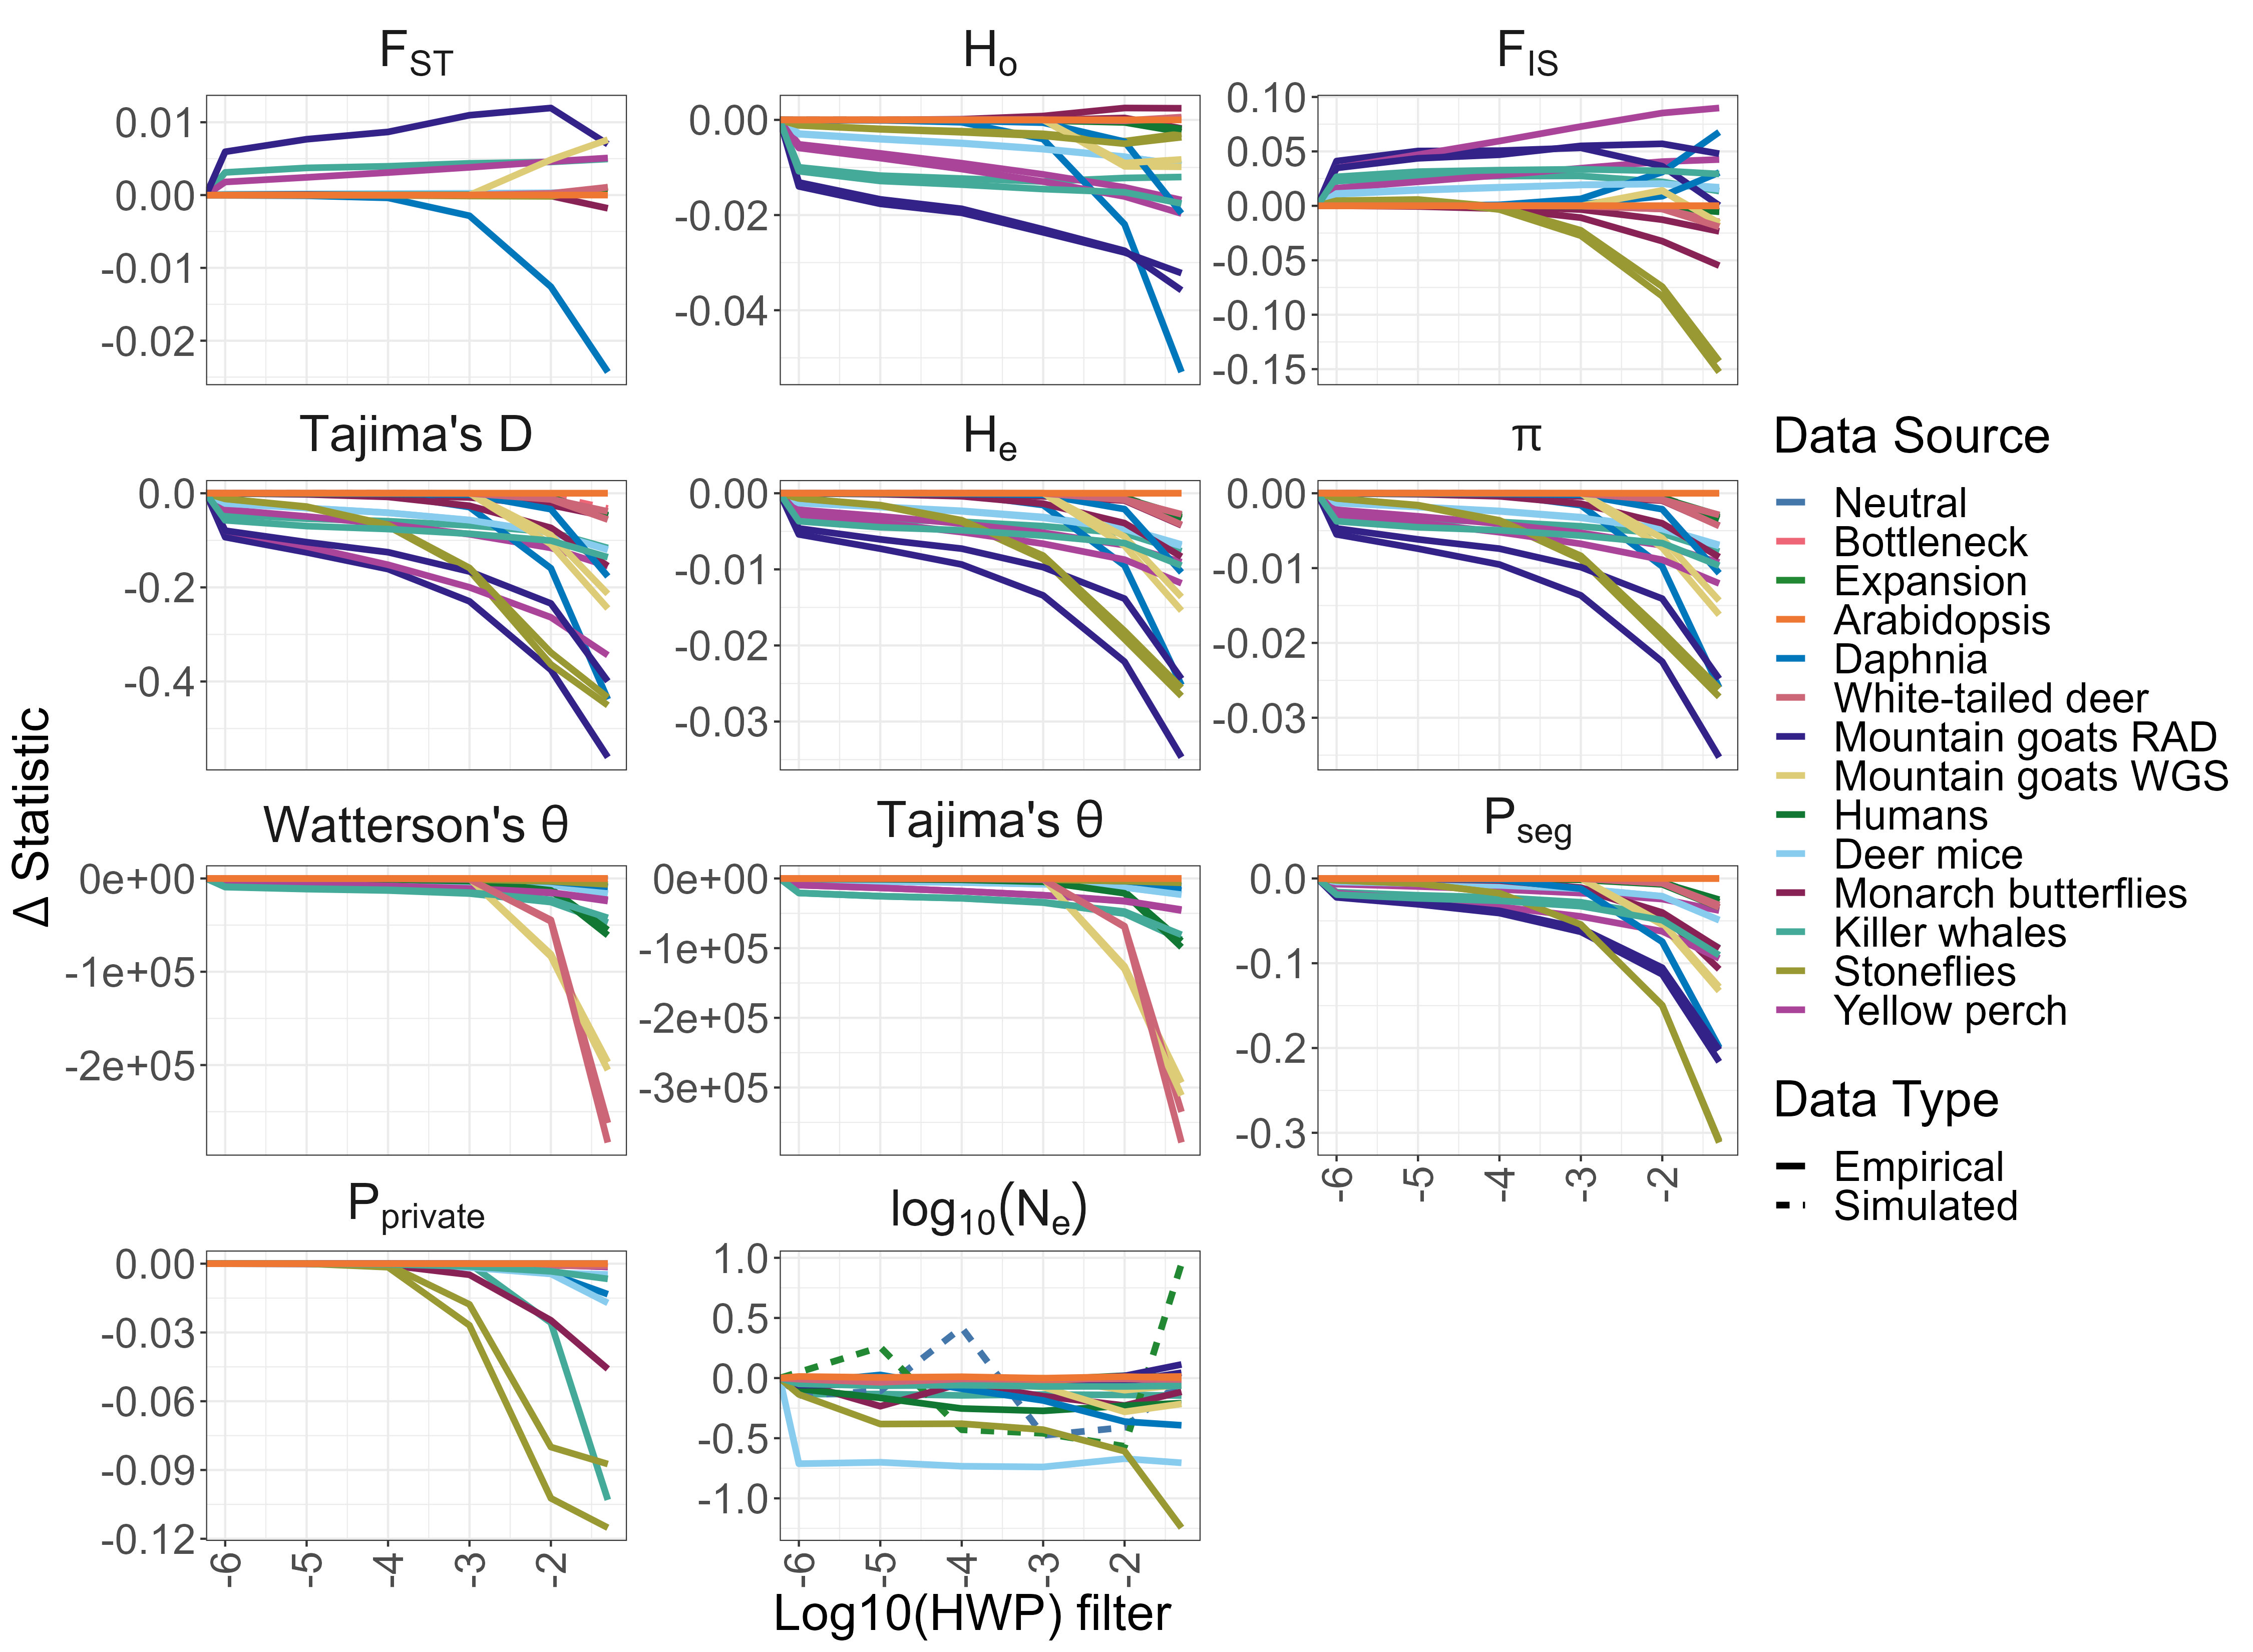 F_ST
H_o
F_IS
0.01
0.00
-0.01
-0.02
0.00
-0.02
-0.04
0.10
0.05
0.00
-0.05
-0.10
-0.15
Tajima's D
H_e
π
0.0
-0.2
-0.4
0.00
-0.01
-0.02
-0.03
0.00
-0.01
-0.02
-0.03
Watterson's θ
Tajima's θ
P_seg
0e+00
-1e+05
-2e+05
0e+00
-1e+05
-2e+05
-3e+05
0.0
-0.1
-0.2
-0.3
-6 -5 -4 -3 -2
P_private
log₁₀(N_e)
0.00
-0.03
-0.06
-0.09
-0.12
-6 -5 -4 -3 -2
1.0
0.5
0.0
-0.5
-1.0
-6 -5 -4 -3 -2
Δ Statistic
Log10(HWP) filter
Data Source
Neutral
Bottleneck
Expansion
Arabidopsis
Daphnia
White-tailed deer
Mountain goats RAD
Mountain goats WGS
Humans
Deer mice
Monarch butterflies
Killer whales
Stoneflies
Yellow perch
Data Type
Empirical
Simulated